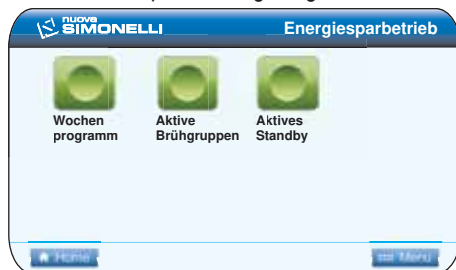 nuova
SIMONELLI
Energiesparbetrieb
Wochen
programm
Aktive
Brühgruppen
Aktives
Standby
Home
Menu